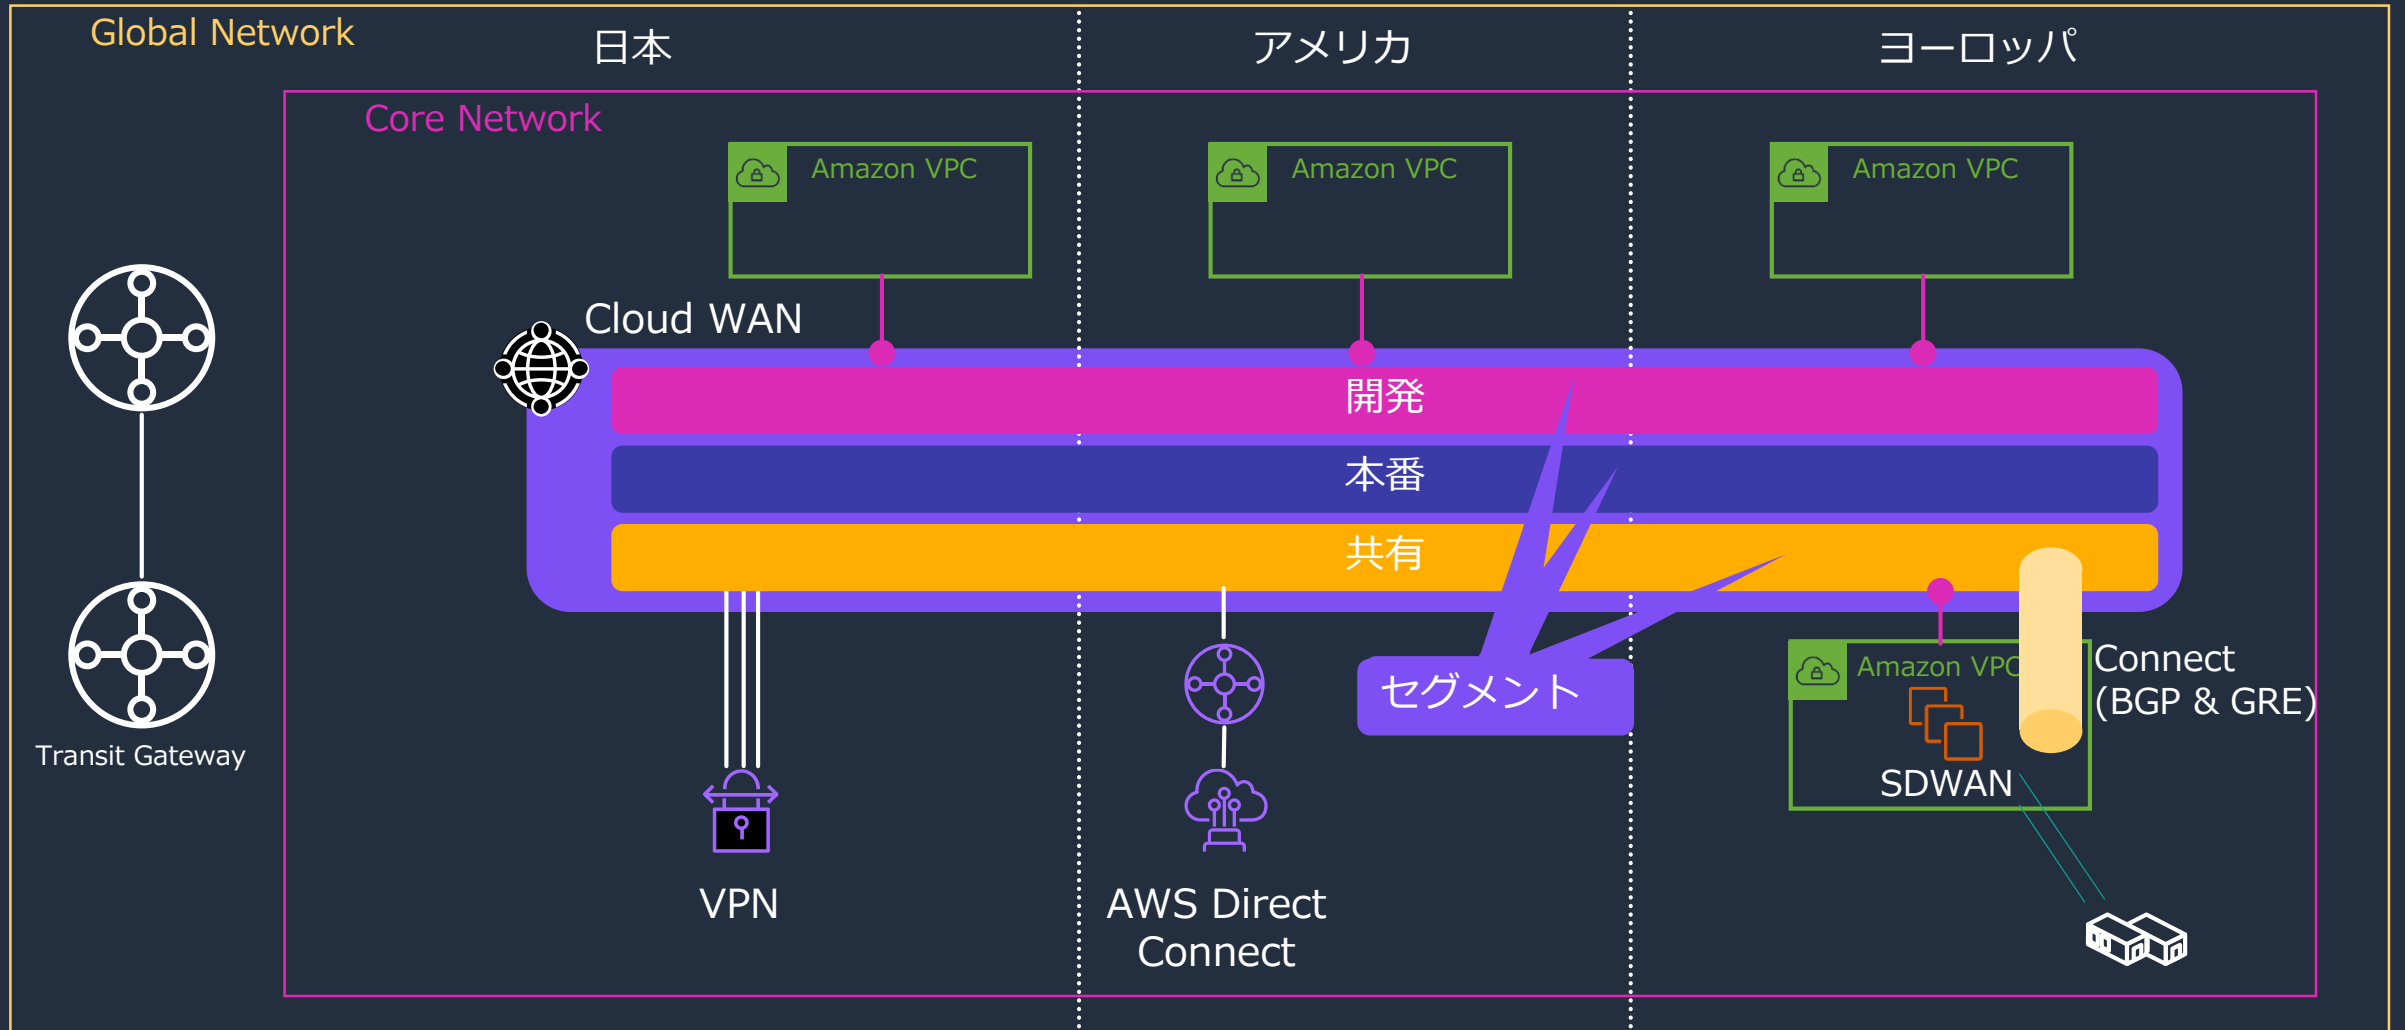 Global Network
日本
アメリカ
ヨーロッパ
Core Network
Amazon VPC
Amazon VPC
Amazon VPC
Cloud WAN
開発
本番
共有
セグメント
Transit Gateway
VPN
AWS Direct
Connect
Amazon VPC
SDWAN
Connect
(BGP & GRE)